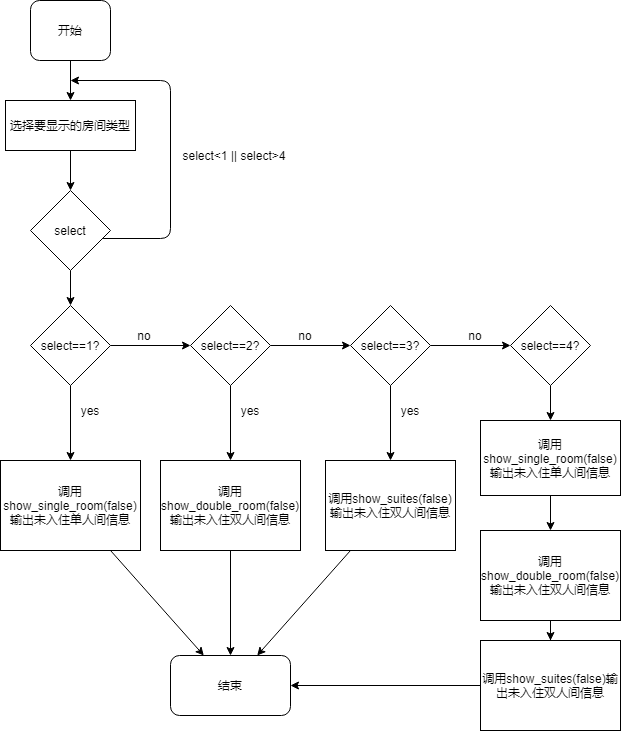 开始
选择要显示的房间类型
select<1 || select>4
select
select==1?
no
select==2?
no
select==3?
no
select==4?
yes
yes
yes
调用
show_single_room(false)
输出未入住单人间信息
调用
show_double_room(false)
输出未入住双人间信息
调用show_suites(false)
输出未入住双人间信息
调用
show_single_room(false)
输出未入住单人间信息
调用
show_double_room(false)
输出未入住双人间信息
调用show_suites(false)输
出未入住双人间信息
结束